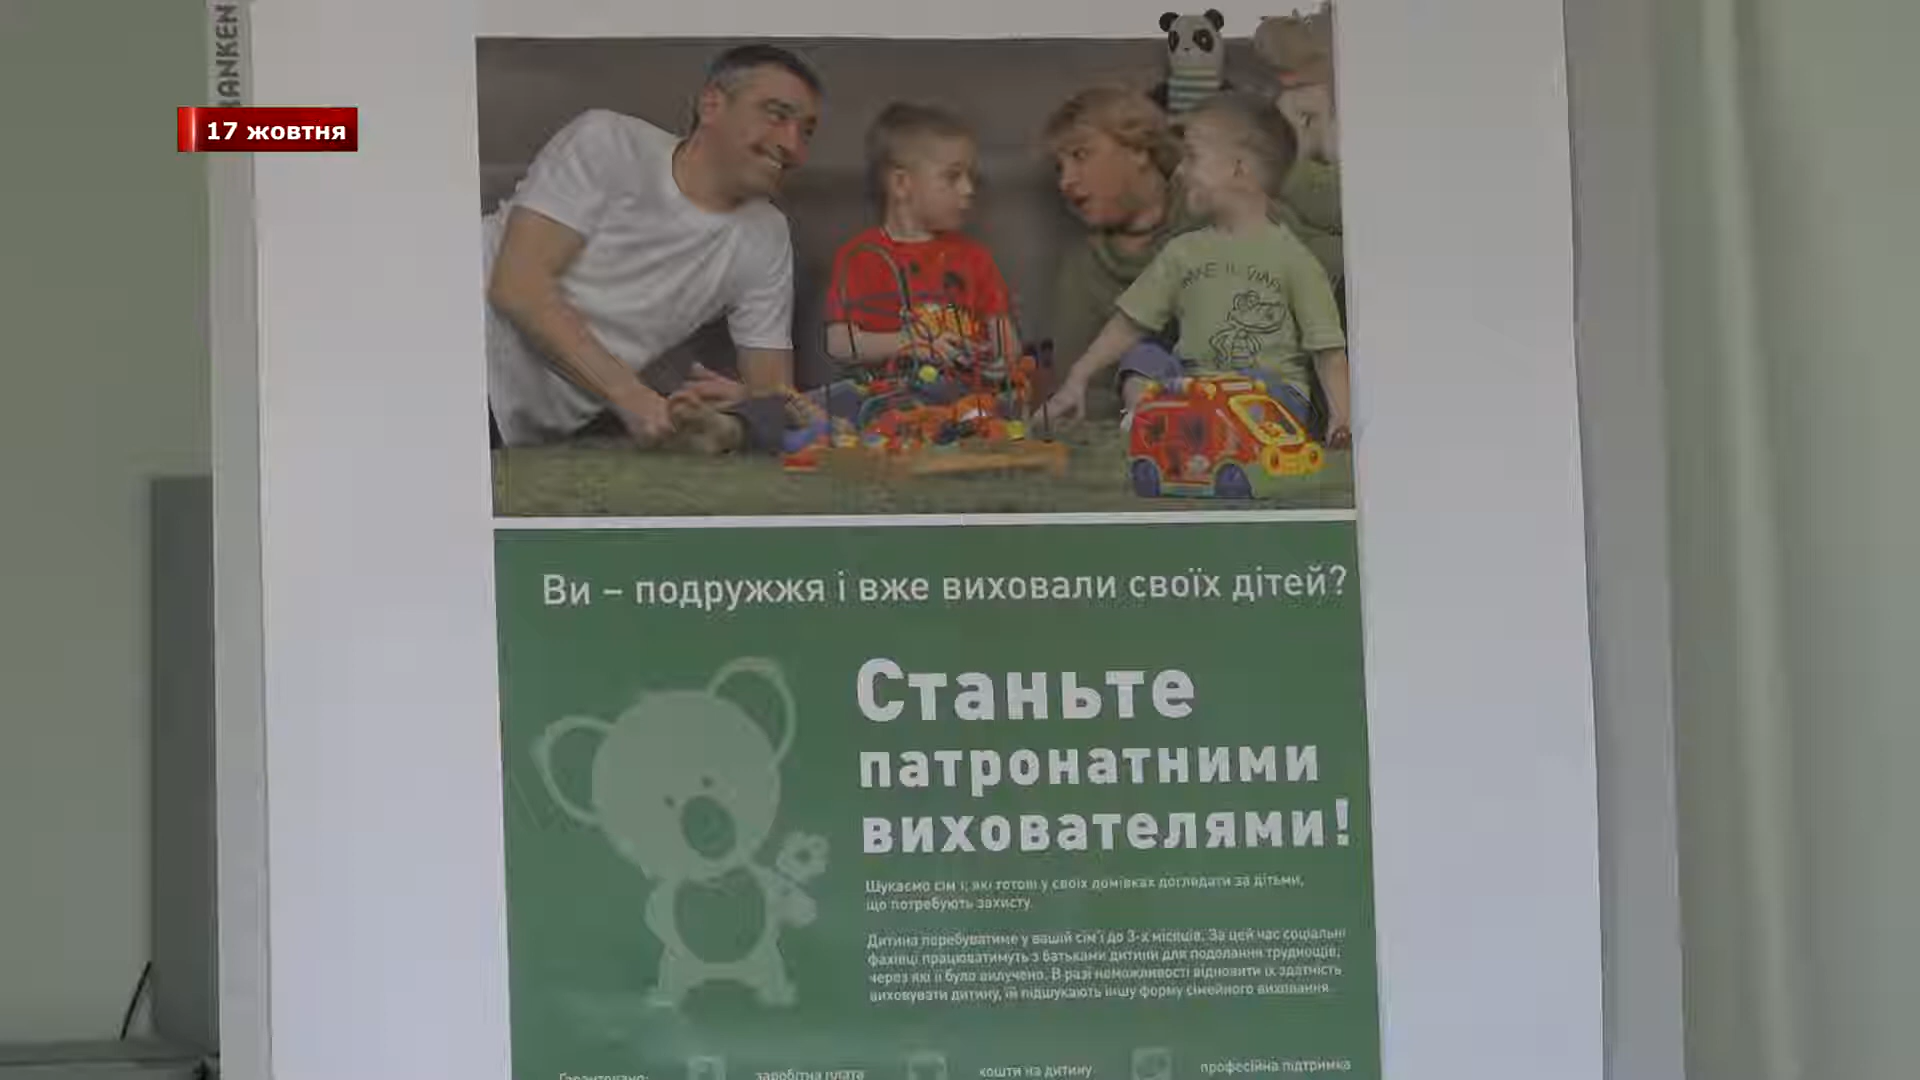 17 жовтня
Ви – подружжя і вже виховали своїх дітей?
Станьте
патронатними
вихователями!
Шукаємо сім'ї, які готові у своїх домівках доглядати за дітьми,
що потребують захисту.
Дитина перебуватиме у вашій сім'ї до 3-х місяців. За цей час соціальні
фахівці працюватимуть з батьками дитини для подолання труднощів,
через які її було вилучено. В разі неможливості відновити їх здатність
виховувати дитину, їй підшукають іншу форму сімейного виховання.
Гарантовано:
заробітна плата
кошти на дитину
професійна підтримка